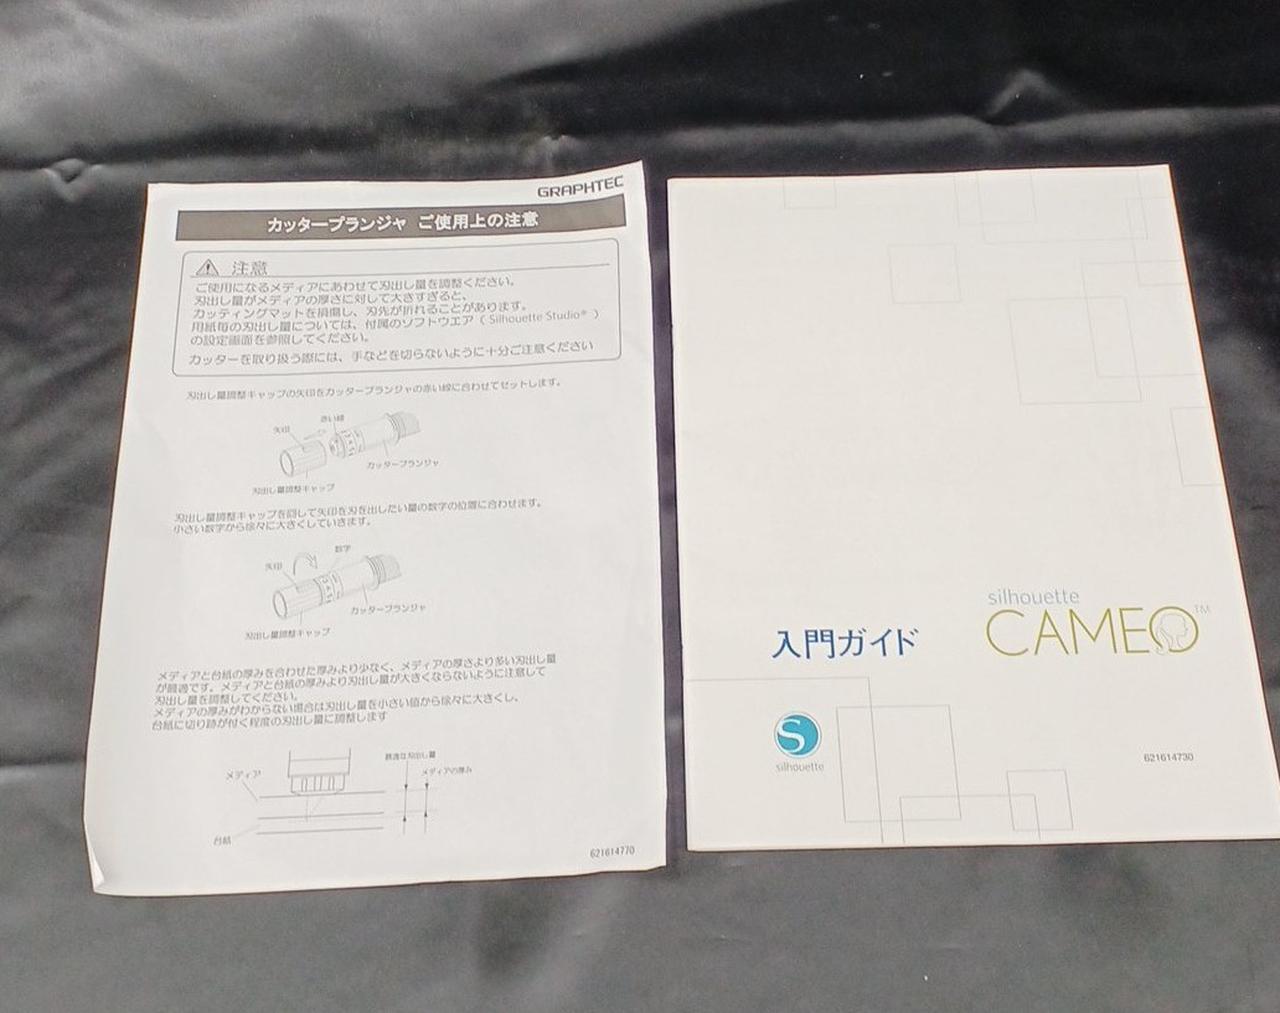 GRAPHTEC
カッタープランジャ ご使用上の注意
注意
ご使用になるメディアにあわせて刃出し量を調整ください。
刃出し量がメディアの厚さに対して大きすぎると、
カッティングマットを損傷し、刃先が折れることがあります。
用紙毎の刃出し量については、付属のソフトウエア（ Silhouette Studio® ）
の設定画面を参照してください。
カッターを取り扱う際には、手などを切らないように十分ご注意ください
刃出し量調整キャップの矢印をカッタープランジャの赤い線に合わせてセットします。
赤い線
矢印
カッタープランジャ
刃出し量調整キャップ
刃出し量調整キャップを回して矢印を刃を出したい量の数字の位置に合わせます。
小さい数字から徐々に大きくしていきます。
数字
矢印
カッタープランジャ
刃出し量調整キャップ
メディアと台紙の厚みを合わせた厚みより少なく、メディアの厚さより多い刃出し量
が最適です。メディアと台紙の厚みより刃出し量が大きくならないように注意して
刃出し量を調整してください。
メディアの厚みがわからない場合は刃出し量を小さい値から徐々に大きくし、
台紙に切り跡が付く程度の刃出し量に調整します
最適な刃出し量
メディア
メディアの厚み
台紙
621614770
silhouette
CAMEO™
入門ガイド
S
silhouette
621614730